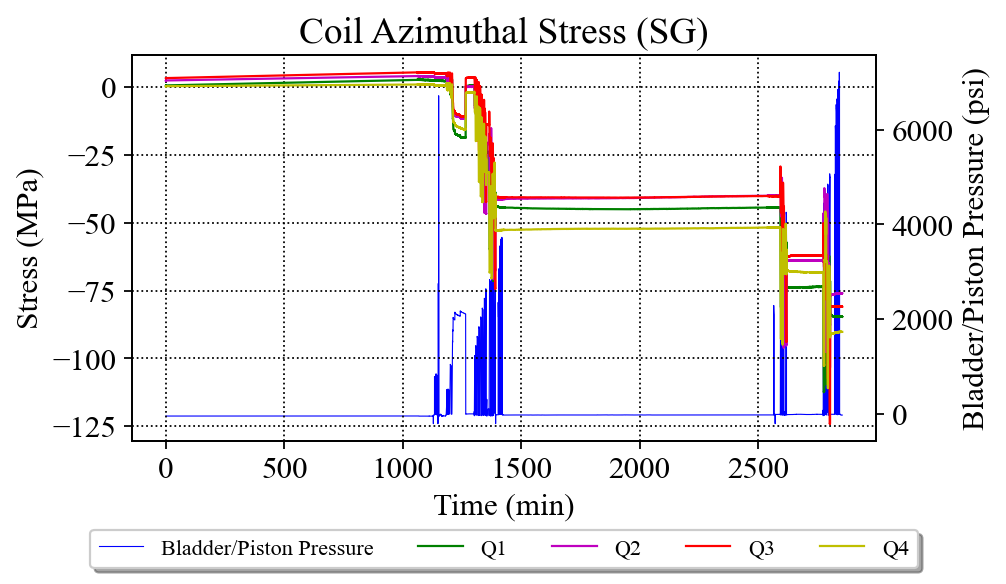 Coil Azimuthal Stress (SG)
Stress (MPa)
0
−25
−50
−75
−100
−125
6000
4000
2000
0
Bladder/Piston Pressure (psi)
0 500 1000 1500 2000 2500
Time (min)
Bladder/Piston Pressure Q1 Q2 Q3 Q4